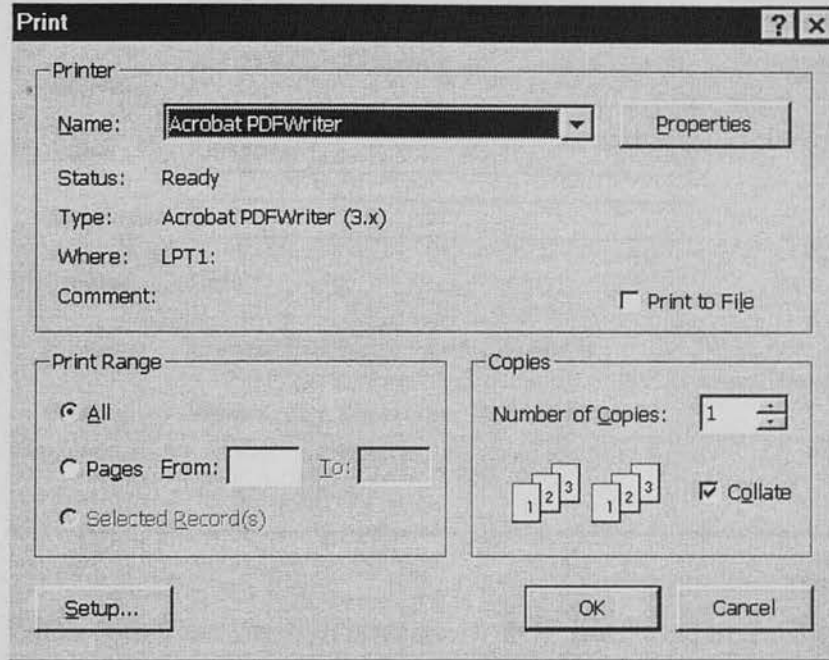 Print
Printer
Name: Acrobat PDFWriter Properties
Status: Ready
Type: Acrobat PDFWriter (3.x)
Where: LPT1:
Comment: Print to File
Print Range
All
Pages From: To:
Selected Record(s)
Copies
Number of Copies: 1
1 2 3 1 2 3 Collate
Setup... OK Cancel